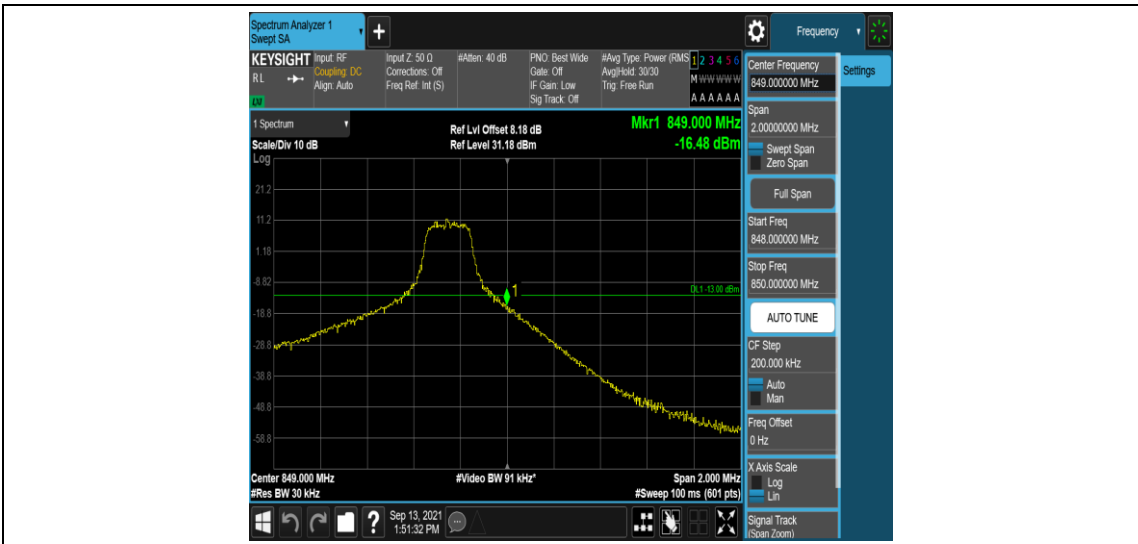 Spectrum Analyzer 1
Swept SA
+
Frequency
KEYSIGHT
RL
LXI
Input: RF
Coupling: DC
Align: Auto
Input Z: 50 Ω
Corrections: Off
Freq Ref: Int (S)
#Atten: 40 dB
PNO: Best Wide
Gate: Off
IF Gain: Low
Sig Track: Off
#Avg Type: Power (RMS
Avg|Hold: 30/30
Trig: Free Run
1 2 3 4 5 6
M W W W W W
A A A A A A
1 Spectrum
Scale/Div 10 dB
Log
Ref Lvl Offset 8.18 dB
Ref Level 31.18 dBm
Mkr1 849.000 MHz
-16.48 dBm
21.2
11.2
1.18
-8.82
-18.8
-28.8
-38.8
-48.8
-58.8
1
DL1 -13.00 dBm
Center 849.000 MHz
#Res BW 30 kHz
#Video BW 91 kHz*
Span 2.000 MHz
#Sweep 100 ms (601 pts)
Center Frequency
849.000000 MHz
Settings
Span
2.00000000 MHz
Swept Span
Zero Span
Full Span
Start Freq
848.000000 MHz
Stop Freq
850.000000 MHz
AUTO TUNE
CF Step
200.000 kHz
Auto
Man
Freq Offset
0 Hz
X Axis Scale
Log
Lin
Signal Track
(Span Zoom)
?
Sep 13, 2021
1:51:32 PM